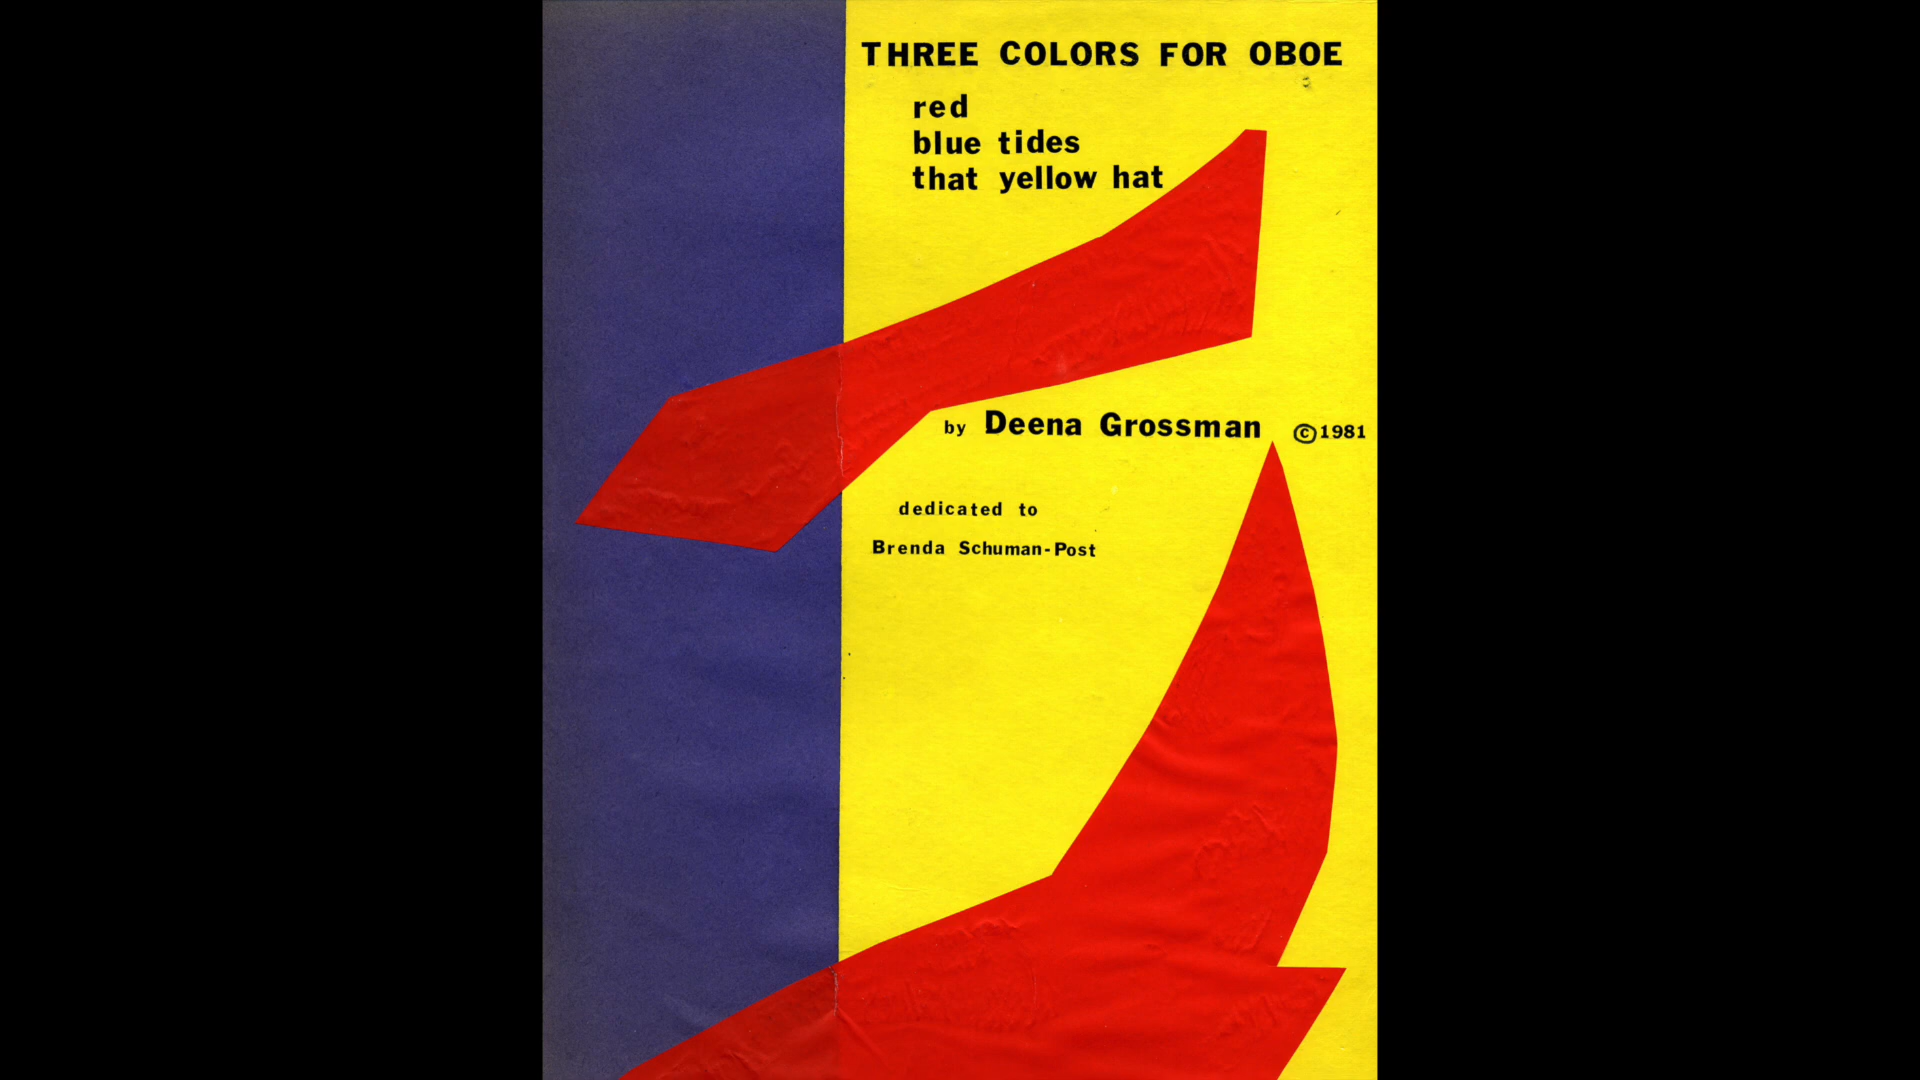 THREE COLORS FOR OBOE
red
blue tides
that yellow hat
by Deena Grossman ©1981
dedicated to
Brenda Schuman-Post